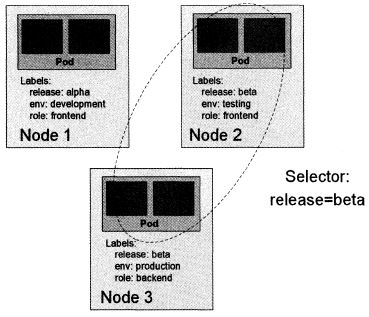 Pod
Labels:
release: alpha
env: development
role: frontend
Node 1
Pod
Labels:
release: beta
env: testing
role: frontend
Node 2
Selector:
release=beta
Pod
Labels:
release: beta
env: production
role: backend
Node 3